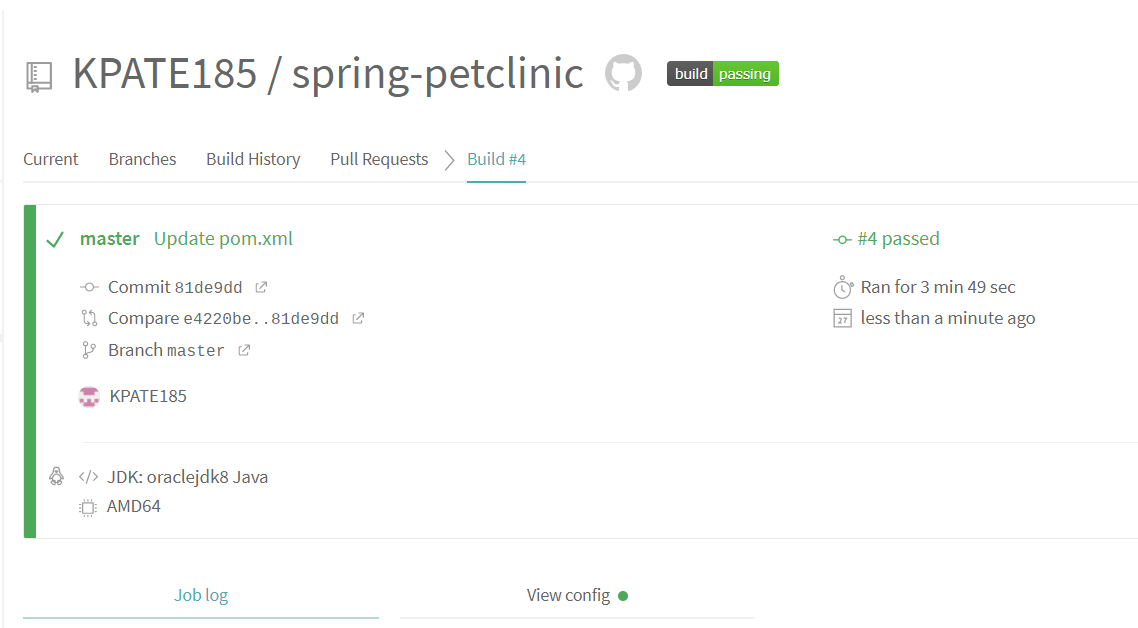 KPATE185 / spring-petclinic build passing
Current Branches Build History Pull Requests Build #4
master Update pom.xml #4 passed
Commit 81de9dd Ran for 3 min 49 sec
Compare e4220be..81de9dd 27 less than a minute ago
Branch master
KPATE185
</> JDK: oraclejdk8 Java
AMD64
Job log View config